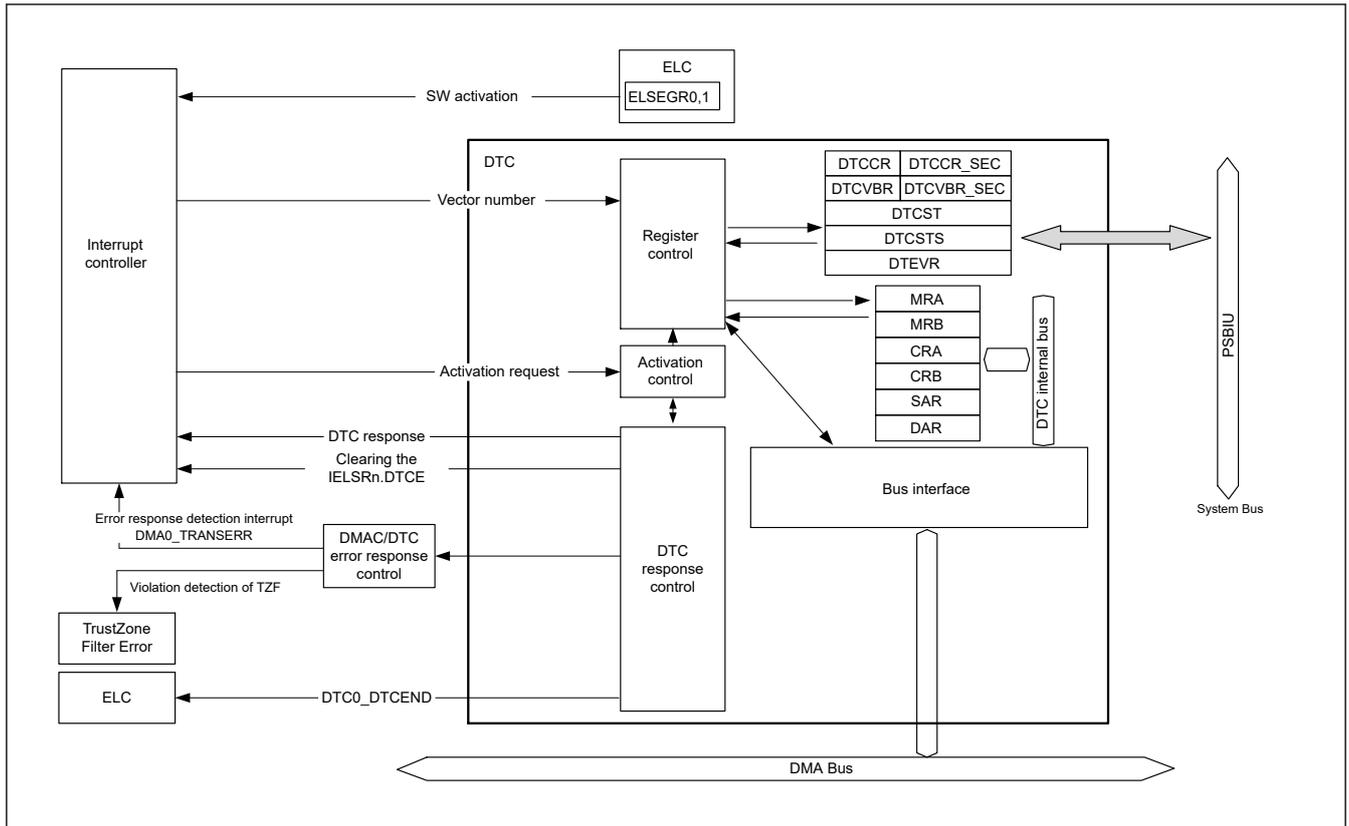 ELC
ELSEGR0,1
SW activation
DTC
DTCCR DTCCR_SEC
DTCVBR DTCVBR_SEC
DTCST
DTCSTS
DTEVR
Vector number
Interrupt
controller
Register
control
MRA
MRB
CRA
CRB
SAR
DAR
DTC internal bus
PSBIU
System Bus
Activation request
Activation
control
DTC response
Clearing the
IELSRn.DTCE
Bus interface
Error response detection interrupt
DMA0_TRANSERR
DMAC/DTC
error response
control
DTC
response
control
Violation detection of TZF
TrustZone
Filter Error
ELC
DTC0_DTCEND
DMA Bus